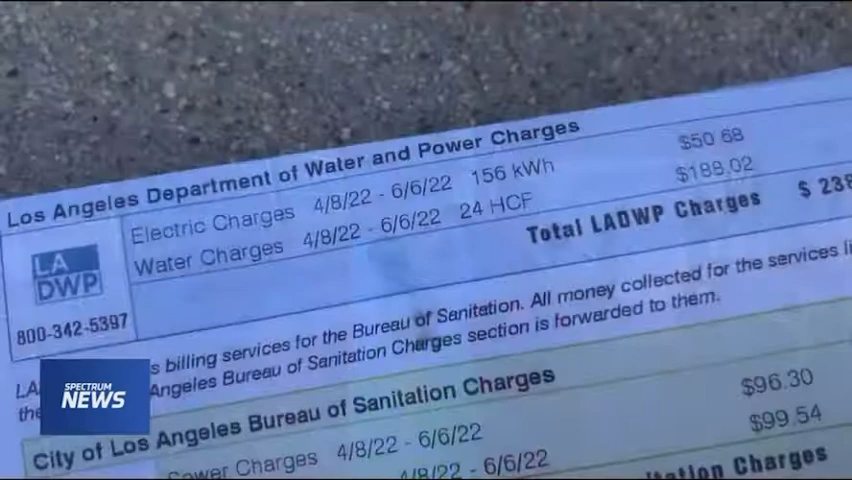 Los Angeles Department of Water and Power Charges
Electric Charges 4/8/22 - 6/6/22 156 kWh $50.68
Water Charges 4/8/22 - 6/6/22 24 HCF $188.02
Total LADWP Charges $ 238
LA
DWP
800-342-5397
billing services for the Bureau of Sanitation. All money collected for the services
Angeles Bureau of Sanitation Charges section is forwarded to them.
SPECTRUM
NEWS
City of Los Angeles Bureau of Sanitation Charges
Sewer Charges 4/8/22 - 6/6/22 $96.30
4/8/22 - 6/6/22 $99.54
Charges